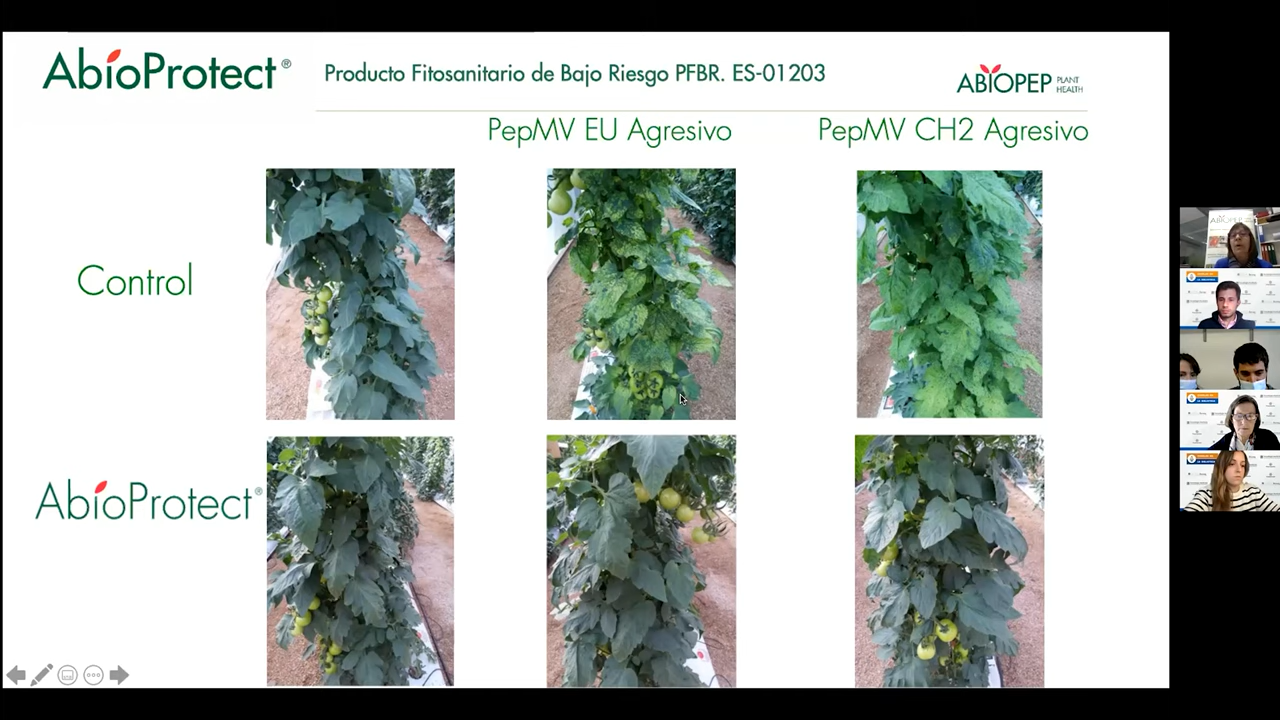 AbioProtect®
Producto Fitosanitario de Bajo Riesgo PFBR. ES-01203
ABIOPEP PLANT HEALTH
PepMV EU Agresivo
PepMV CH2 Agresivo
Control
AbioProtect®